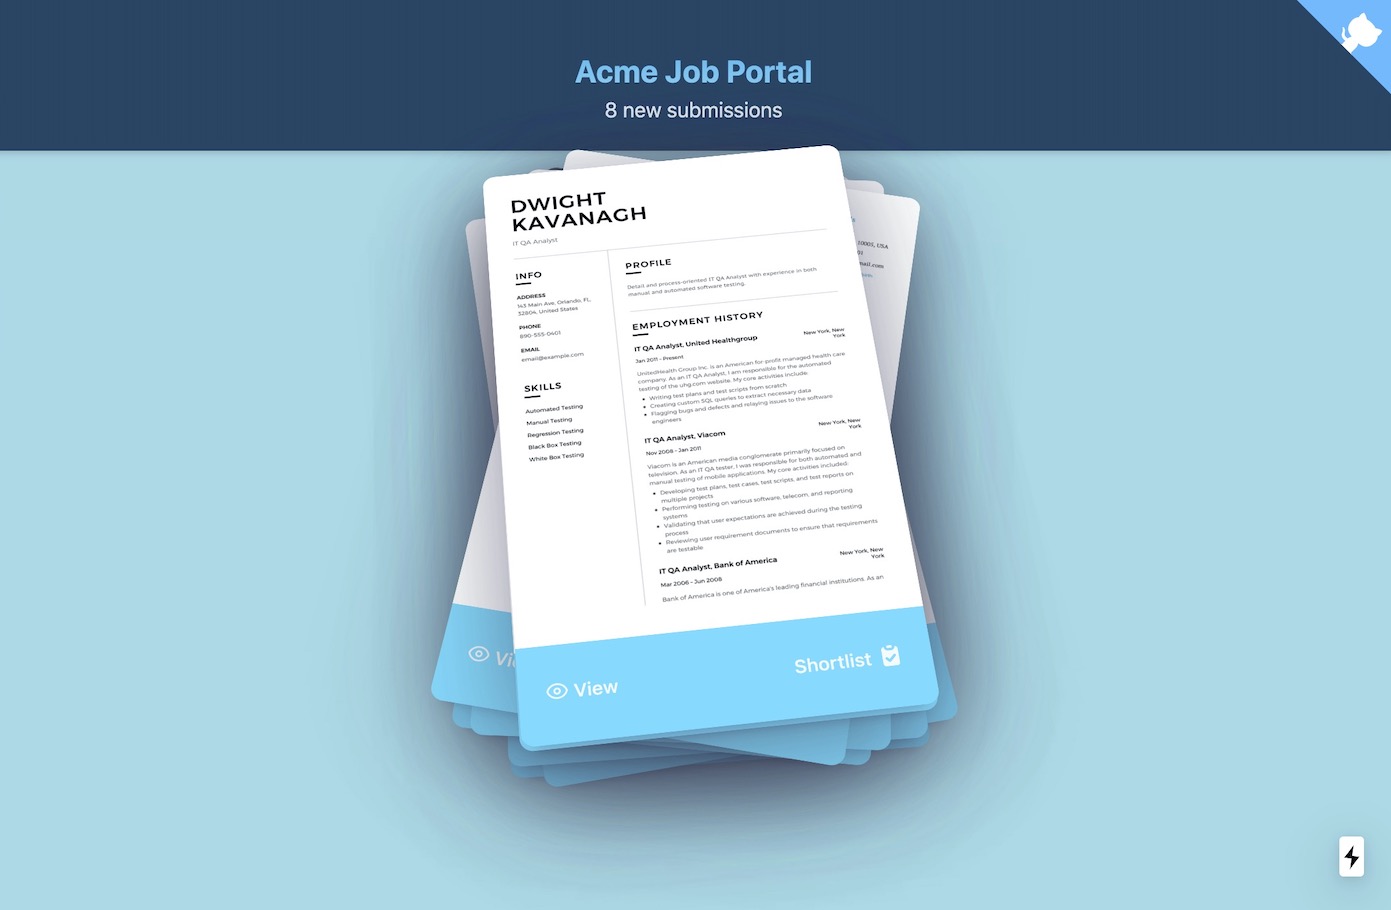 Acme Job Portal
8 new submissions
DWIGHT
KAVANAGH
IT QA Analyst
INFO
ADDRESS
143 Main Ave, Orlando, FL,
32804, United States
PHONE
890-555-0401
EMAIL
email@example.com
SKILLS
Automated Testing
Manual Testing
Regression Testing
Black Box Testing
White Box Testing
PROFILE
Detail and process-oriented IT QA Analyst with experience in both
manual and automated software testing.
EMPLOYMENT HISTORY
IT QA Analyst, United Healthgroup
New York, New
York
Jan 2011 - Present
UnitedHealth Group Inc. is an American for-profit managed health care
company. As an IT QA Analyst, I am responsible for the automated
testing of the uhg.com website. My core activities include:
• Writing test plans and test scripts from scratch
• Creating custom SQL queries to extract necessary data
• Flagging bugs and defects and relaying issues to the software
engineers
IT QA Analyst, Viacom
New York, New
York
Nov 2008 - Jan 2011
Viacom is an American media conglomerate primarily focused on
television. As an IT QA tester, I was responsible for both automated and
manual testing of mobile applications. My core activities included:
• Developing test plans, test cases, test scripts, and test reports on
multiple projects
• Performing testing on various software, telecom, and reporting
systems
• Validating that user expectations are achieved during the testing
process
• Reviewing user requirement documents to ensure that requirements
are testable
IT QA Analyst, Bank of America
New York, New
York
Mar 2006 - Jun 2008
Bank of America is one of America's leading financial institutions. As an
10005, USA
01
mail.com
View
Shortlist